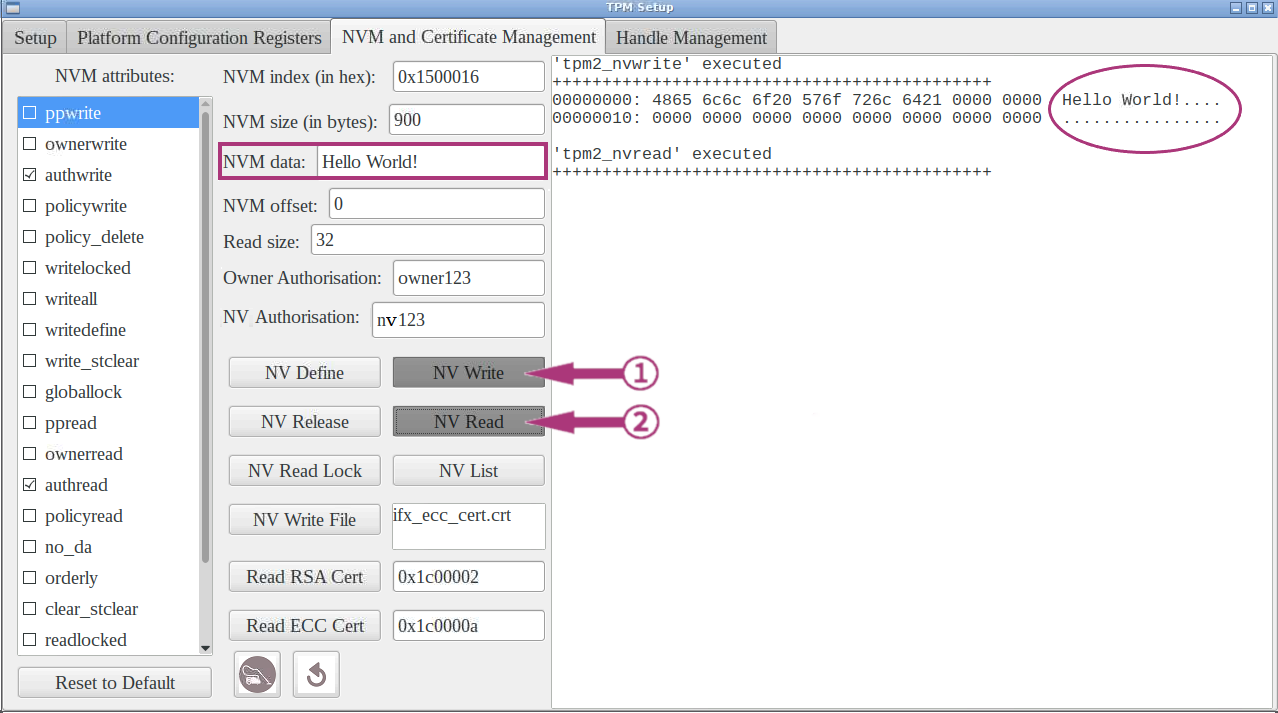 TPM Setup
Setup
Platform Configuration Registers
NVM and Certificate Management
Handle Management
NVM attributes:
ppwrite
ownerwrite
authwrite
policywrite
policy_delete
writelocked
writeall
writedefine
write_stclear
globallock
ppread
ownerread
authread
policyread
no_da
orderly
clear_stclear
readlocked
Reset to Default
NVM index (in hex): 0x1500016
NVM size (in bytes): 900
NVM data: Hello World!
NVM offset: 0
Read size: 32
Owner Authorisation: owner123
NV Authorisation: nv123
NV Define
NV Write
1
NV Release
NV Read
2
NV Read Lock
NV List
NV Write File
ifx_ecc_cert.crt
Read RSA Cert
0x1c00002
Read ECC Cert
0x1c0000a
'tpm2_nvwrite' executed
++++++++++++++++++++++++++++++++++++++++++++
00000000: 4865 6c6c 6f20 576f 726c 6421 0000 0000  Hello World!....
00000010: 0000 0000 0000 0000 0000 0000 0000 0000  ................
'tpm2_nvread' executed
++++++++++++++++++++++++++++++++++++++++++++